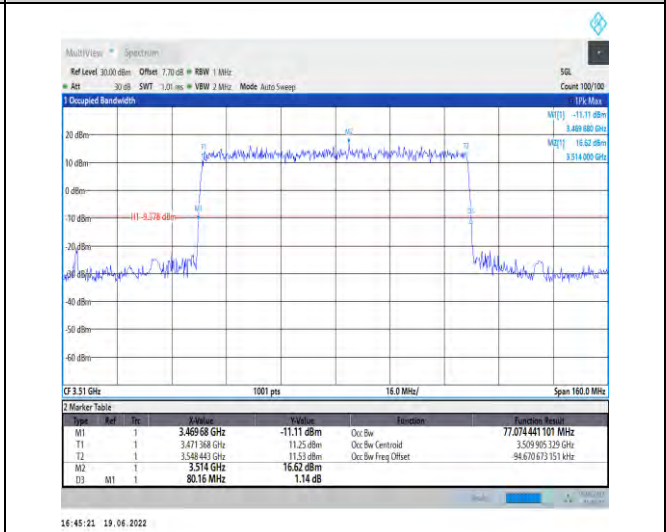 MultiView Spectrum
Ref Level 30.00 dBm Offset 7.70 dB RBW 1 MHz SGL
Att 30 dB SWT 1.01 ms VBW 2 MHz Mode Auto Sweep Count 100/100
1 Occupied Bandwidth 1Pk Max
M1[1] -11.11 dBm
3.469 680 GHz
M2[1] 16.62 dBm
3.514 000 GHz
20 dBm
M2
T1 T2
10 dBm
0 dBm
M1 D3
-10 dBm H1 -9.378 dBm
-20 dBm
-30 dBm
-40 dBm
-50 dBm
-60 dBm
CF 3.51 GHz 1001 pts 16.0 MHz/ Span 160.0 MHz
2 Marker Table
Type Ref Trc X-Value Y-Value Function Function Result
M1 1 3.469 68 GHz -11.11 dBm Occ Bw 77.074 441 101 MHz
T1 1 3.471 368 GHz 11.25 dBm Occ Bw Centroid 3.509 905 329 GHz
T2 1 3.548 443 GHz 11.53 dBm Occ Bw Freq Offset -94.670 673 151 kHz
M2 1 3.514 GHz 16.62 dBm
D3 M1 1 80.16 MHz 1.14 dB
16:45:21 19.06.2022